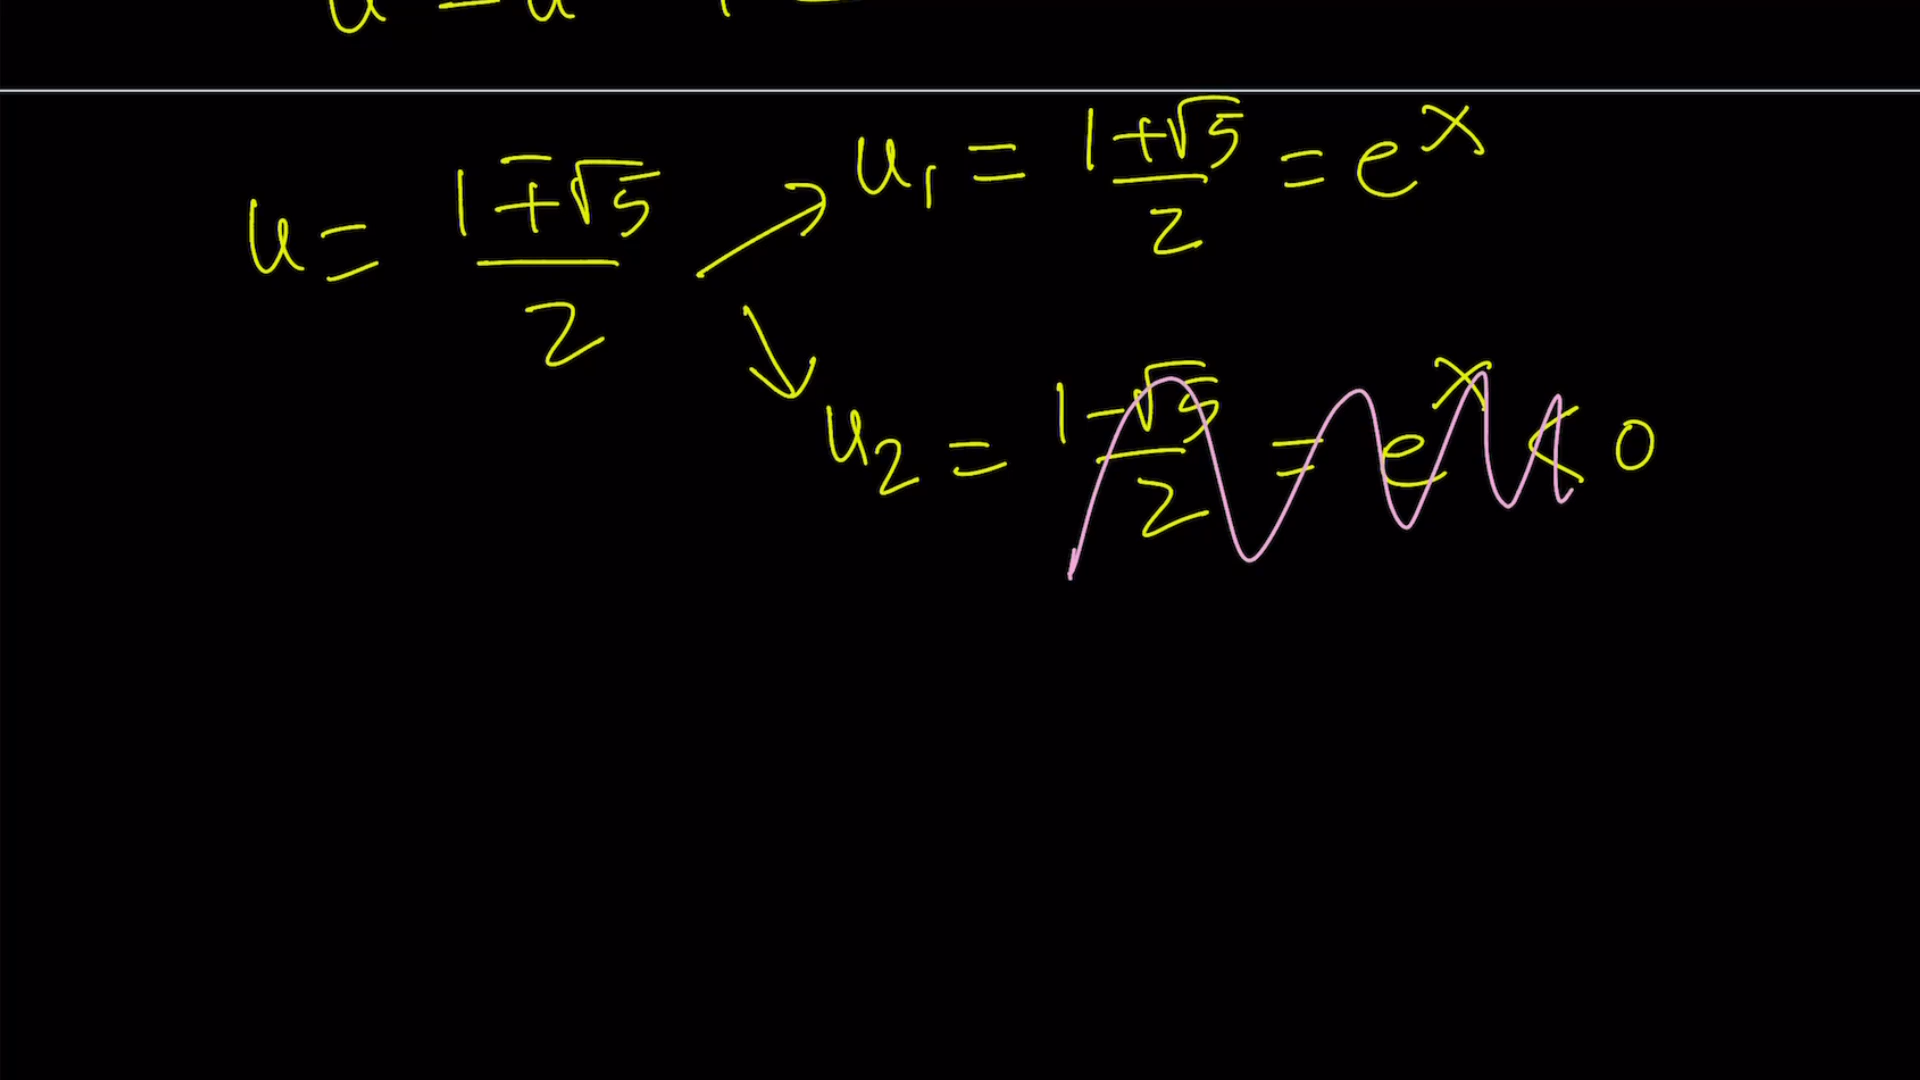 u = (1 ∓ √5)/2
u₁ = (1+√5)/2 = eˣ
u₂ = (1-√5)/2 = eˣ < 0